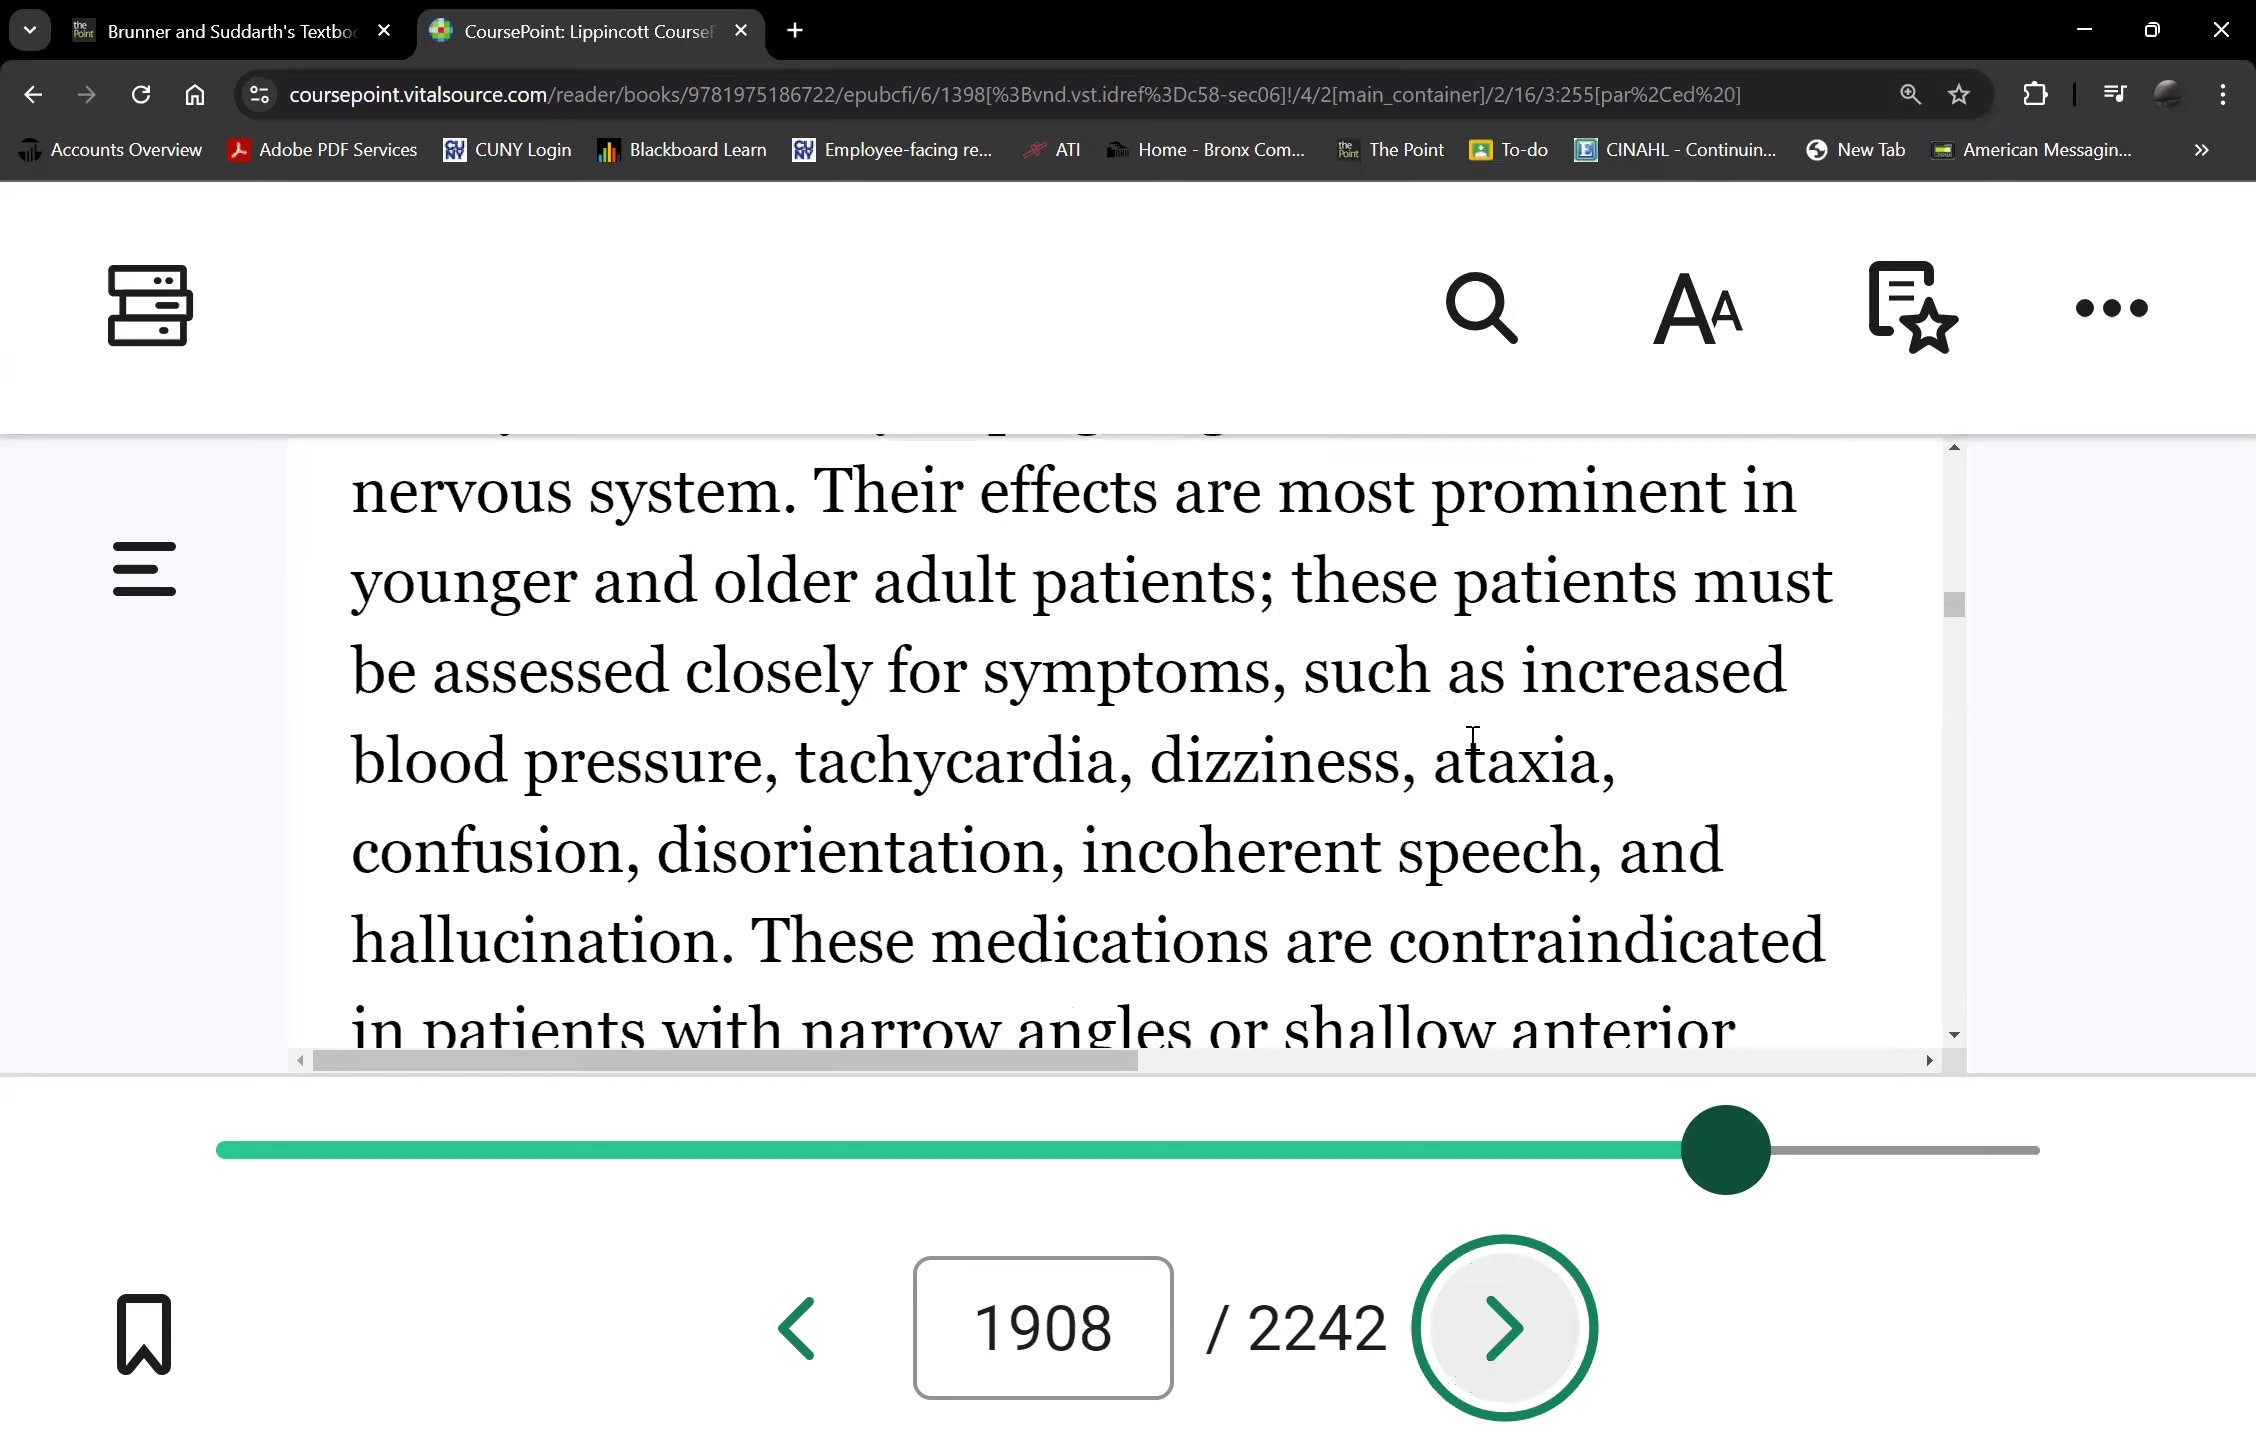 the Point Brunner and Suddarth's Textbo
CoursePoint: Lippincott CourseP
coursepoint.vitalsource.com/reader/books/9781975186722/epubcfi/6/1398[%3Bvnd.vst.idref%3Dc58-sec06]!/4/2[main_container]/2/16/3:255[par%2Ced%20]
Accounts Overview Adobe PDF Services CUNY Login Blackboard Learn Employee-facing re... ATI Home - Bronx Com... The Point To-do CINAHL - Continuin... New Tab American Messagin...
nervous system. Their effects are most prominent in
younger and older adult patients; these patients must
be assessed closely for symptoms, such as increased
blood pressure, tachycardia, dizziness, ataxia,
confusion, disorientation, incoherent speech, and
hallucination. These medications are contraindicated
in patients with narrow angles or shallow anterior
1908 / 2242